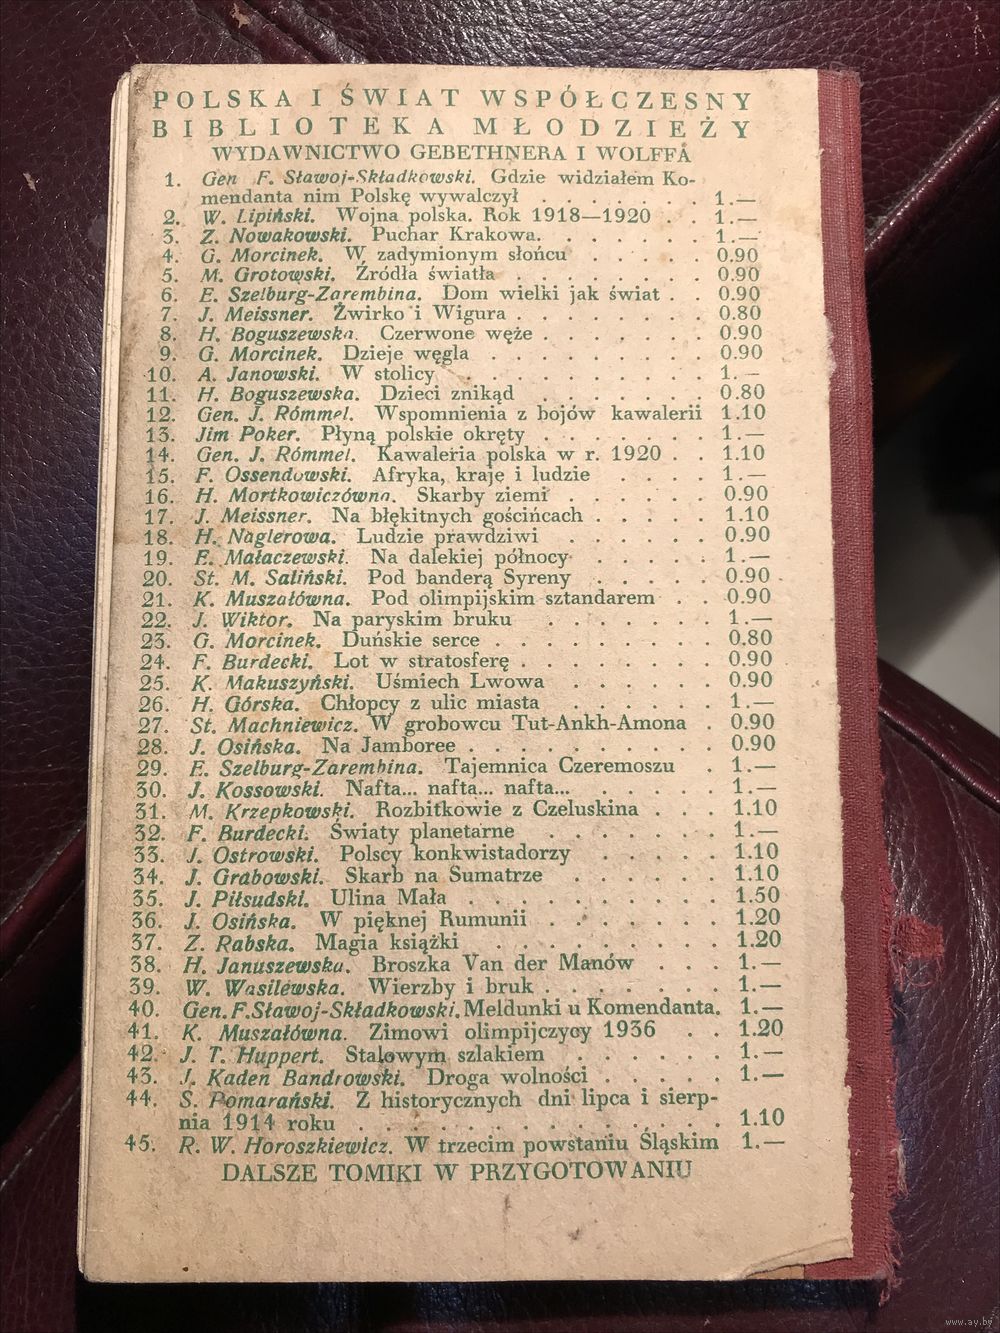 POLSKA I ŚWIAT WSPÓŁCZESNY
BIBLIOTEKA MŁODZIEŻY
WYDAWNICTWO GEBETHNERA I WOLFFA
1. Gen F. Sławoj-Składkowski. Gdzie widziałem Ko-
mendanta nim Polskę wywalczył . . . . . . . 1.—
2. W. Lipiński. Wojna polska. Rok 1918—1920 . . 1.—
3. Z. Nowakowski. Puchar Krakowa. . . . . . . 1.—
4. G. Morcinek. W zadymionym słońcu . . . . . 0.90
5. M. Grotowski. Źródła światła . . . . . . . . 0.90
6. E. Szelburg-Zarembina. Dom wielki jak świat . . 0.90
7. J. Meissner. Żwirko i Wigura . . . . . . . . 0.80
8. H. Boguszewska. Czerwone węże . . . . . . . 0.90
9. G. Morcinek. Dzieje węgla . . . . . . . . . 0.90
10. A. Janowski. W stolicy . . . . . . . . . . 1.—
11. H. Boguszewska. Dzieci znikąd . . . . . . . 0.80
12. Gen. J. Rómmel. Wspomnienia z bojów kawalerii 1.10
13. Jim Poker. Płyną polskie okręty . . . . . . . 1.—
14. Gen. J. Rómmel. Kawaleria polska w r. 1920 . . 1.10
15. F. Ossendowski. Afryka, kraje i ludzie . . . . 1.—
16. H. Mortkowiczówna. Skarby ziemi . . . . . . 0.90
17. J. Meissner. Na błękitnych gościńcach . . . . . 1.10
18. H. Naglerowa. Ludzie prawdziwi . . . . . . 0.90
19. E. Małaczewski. Na dalekiej północy . . . . . 1.—
20. St. M. Saliński. Pod banderą Syreny . . . . . 0.90
21. K. Muszałówna. Pod olimpijskim sztandarem . . 0.90
22. J. Wiktor. Na paryskim bruku . . . . . . . 1.—
23. G. Morcinek. Duńskie serce . . . . . . . . . 0.80
24. F. Burdecki. Lot w stratosferę . . . . . . . . 0.90
25. K. Makuszyński. Uśmiech Lwowa . . . . . . 0.90
26. H. Górska. Chłopcy z ulic miasta . . . . . . 1.—
27. St. Machniewicz. W grobowcu Tut-Ankh-Amona . 0.90
28. J. Osińska. Na Jamboree . . . . . . . . . . 0.90
29. E. Szelburg-Zarembina. Tajemnica Czeremoszu . 1.—
30. J. Kossowski. Nafta... nafta... nafta... . . . . . 1.—
31. M. Krzepkowski. Rozbitkowie z Czeluskina . . . 1.10
32. F. Burdecki. Światy planetarne . . . . . . . 1.—
33. J. Ostrowski. Polscy konkwistadorzy . . . . . 1.10
34. J. Grabowski. Skarb na Sumatrze . . . . . . 1.10
35. J. Piłsudski. Ulina Mała . . . . . . . . . . 1.50
36. J. Osińska. W pięknej Rumunii . . . . . . . 1.20
37. Z. Rabska. Magia książki . . . . . . . . . 1.20
38. H. Januszewska. Broszka Van der Manów . . . 1.—
39. W. Wasilewska. Wierzby i bruk . . . . . . . 1.—
40. Gen. F. Sławoj-Składkowski. Meldunki u Komendanta. 1.—
41. K. Muszałówna. Zimowi olimpijczycy 1936 . . 1.20
42. J. T. Huppert. Stalowym szlakiem . . . . . . 1.—
43. J. Kaden Bandrowski. Droga wolności . . . . . 1.—
44. S. Pomarański. Z historycznych dni lipca i sierp-
nia 1914 roku . . . . . . . . . . . . . . . 1.10
45. R. W. Horoszkiewicz. W trzecim powstaniu Śląskim 1.—
DALSZE TOMIKI W PRZYGOTOWANIU
www.ay.by